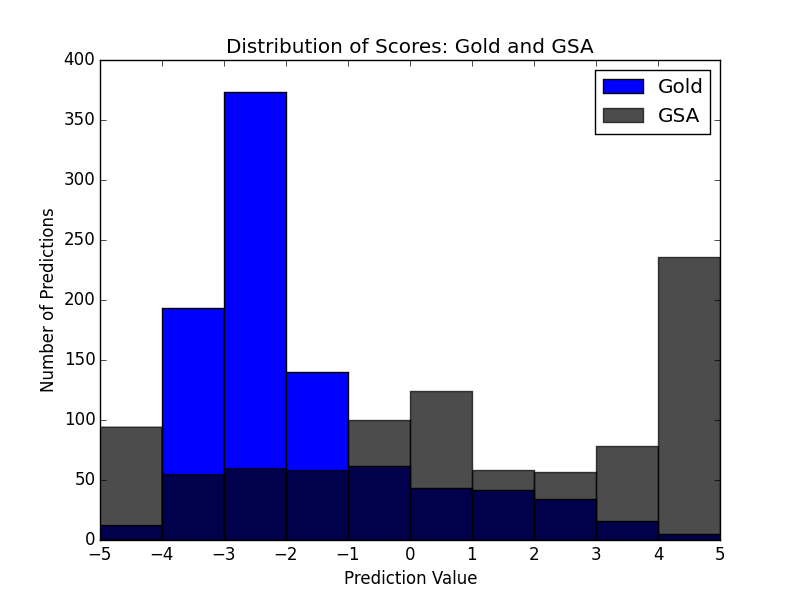 Distribution of Scores: Gold and GSA
Gold
GSA
400
350
300
250
200
150
100
50
0
Number of Predictions
−5 −4 −3 −2 −1 0 1 2 3 4 5
Prediction Value